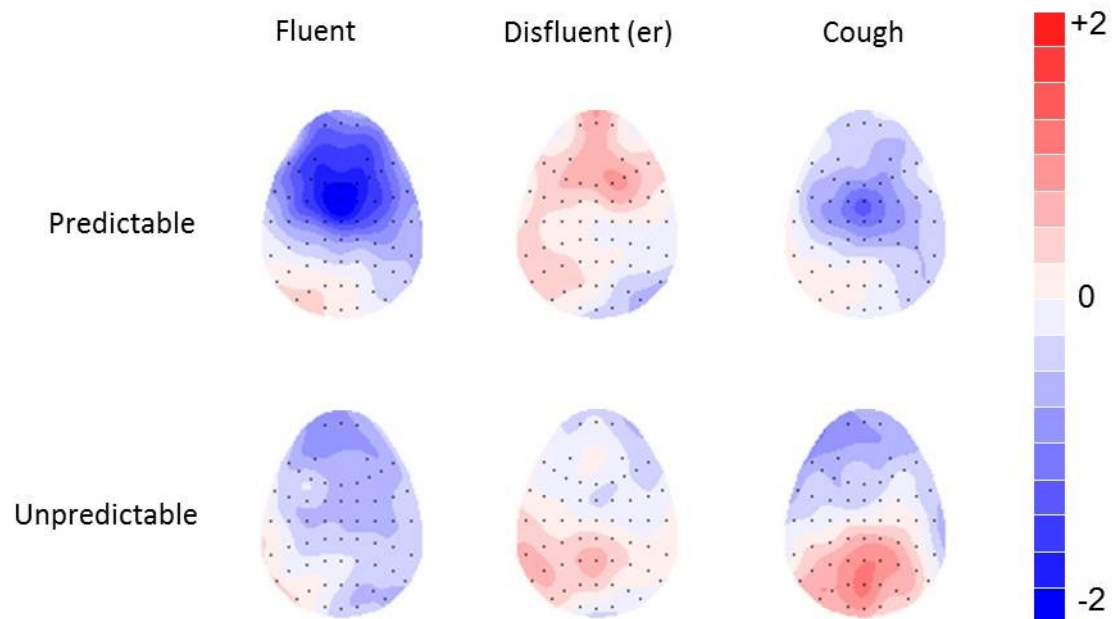 Fluent
Disfluent (er)
Cough
+2
Predictable
0
Unpredictable
-2